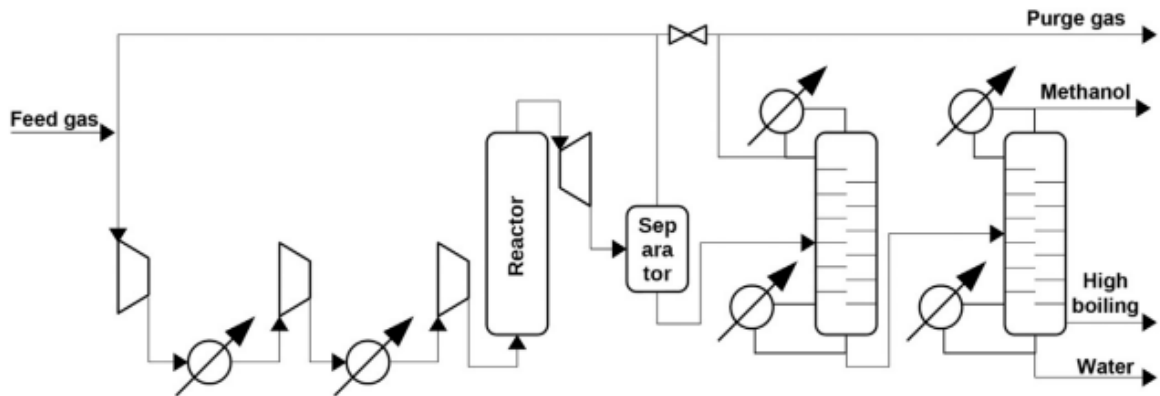 Purge gas
Methanol
Feed gas
Reactor
Sep
ara
tor
High
boiling
Water